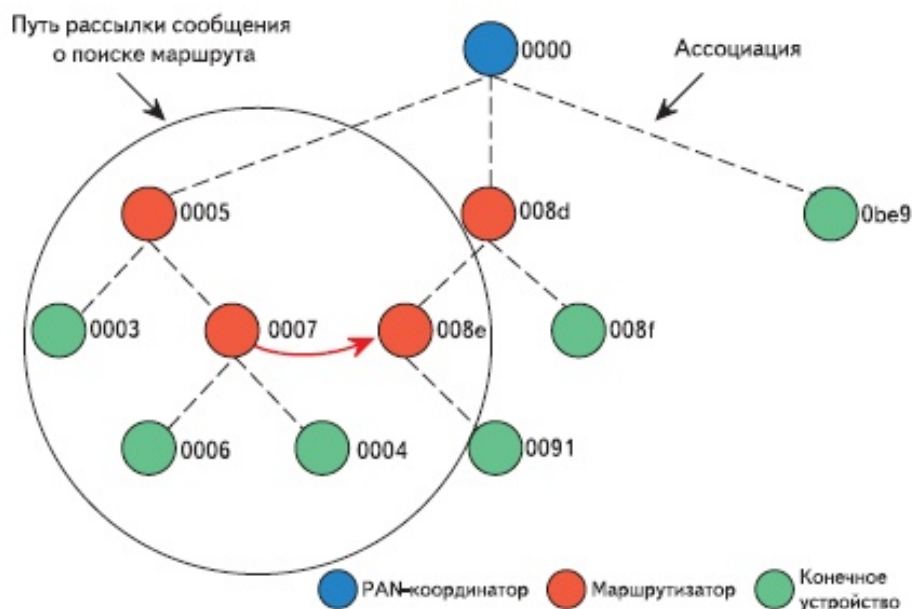 Путь рассылки сообщения
о поиске маршрута
0000
Ассоциация
0005
008d
0be9
0003
0007
008e
008f
0006
0004
0091
PAN-координатор
Маршрутизатор
Конечное
устройство